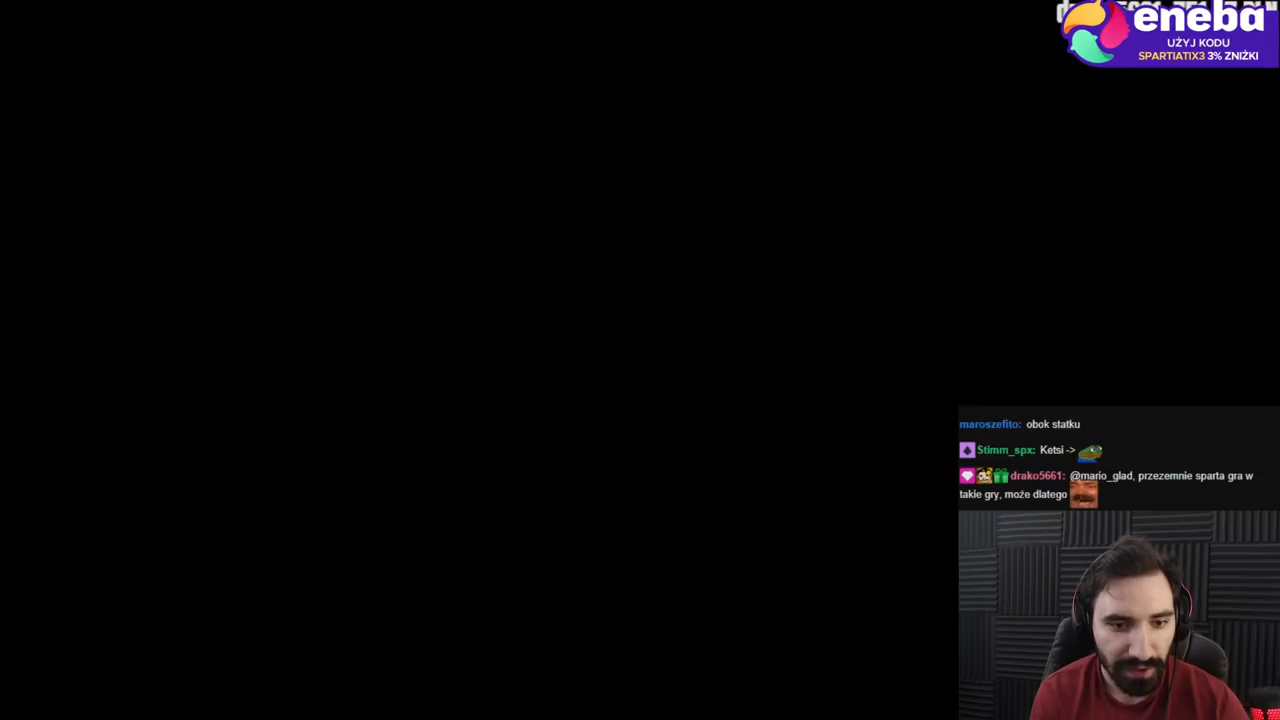 eneba
UŻYJ KODU
SPARTIATIX3 3% ZNIŻKI
maroszefito: obok statku
Stimm_spx: Ketsi ->
drako5661: @mario_glad, przezemnie sparta gra w
takie gry, może dlatego